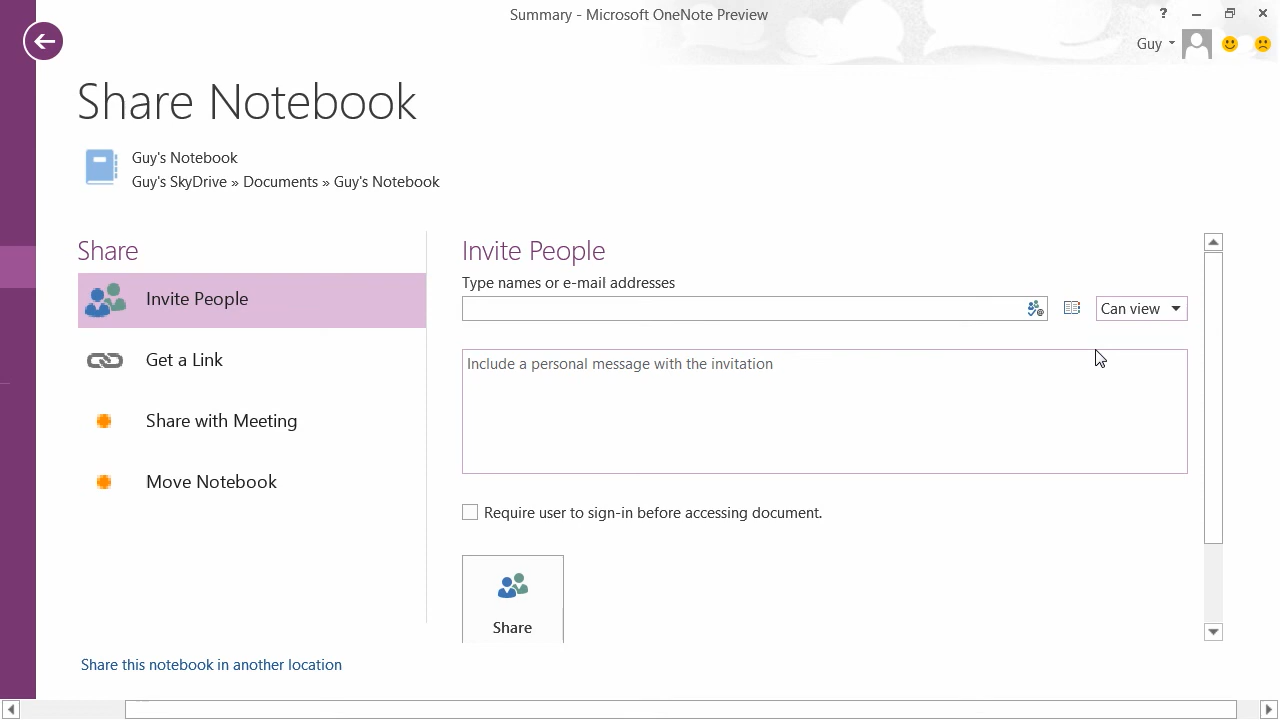 Summary - Microsoft OneNote Preview
?
Guy
Share Notebook
Guy's Notebook
Guy's SkyDrive » Documents » Guy's Notebook
Share
Invite People
Get a Link
Share with Meeting
Move Notebook
Invite People
Type names or e-mail addresses
Can view
Include a personal message with the invitation
Require user to sign-in before accessing document.
Share
Share this notebook in another location